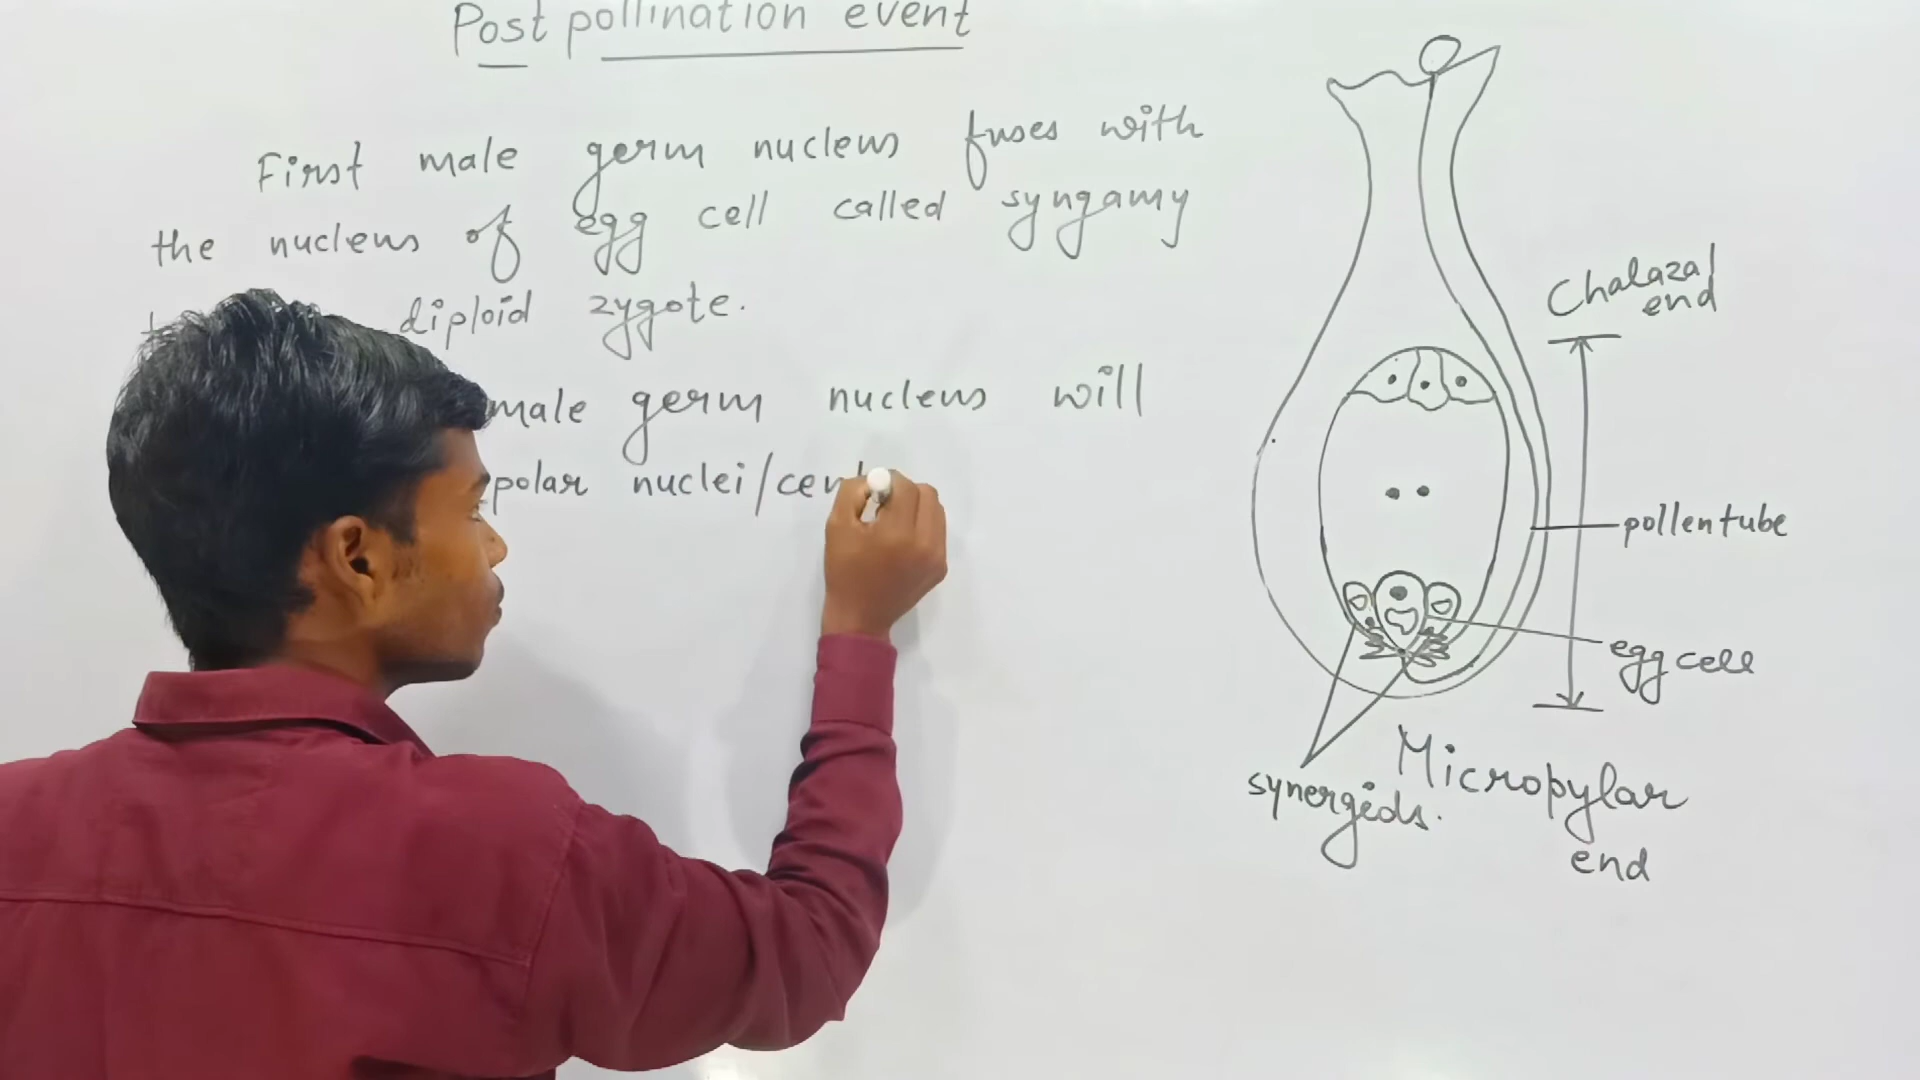 Post pollination event
First male germ nucleus fuses with
the nucleus of egg cell called syngamy
diploid zygote.
male germ nucleus will
polar nuclei/cent
Chalazal
end
pollentube
egg cell
synergids.
Micropylar
end